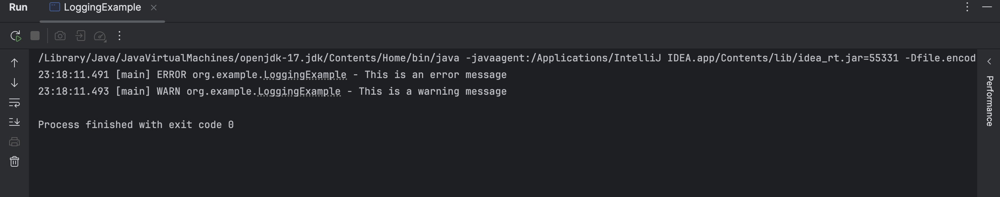 Run LoggingExample
/Library/Java/JavaVirtualMachines/openjdk-17.jdk/Contents/Home/bin/java -javaagent:/Applications/IntelliJ IDEA.app/Contents/lib/idea_rt.jar=55331 -Dfile.encod
23:18:11.491 [main] ERROR org.example.LoggingExample - This is an error message
23:18:11.493 [main] WARN org.example.LoggingExample - This is a warning message
Process finished with exit code 0
Performance